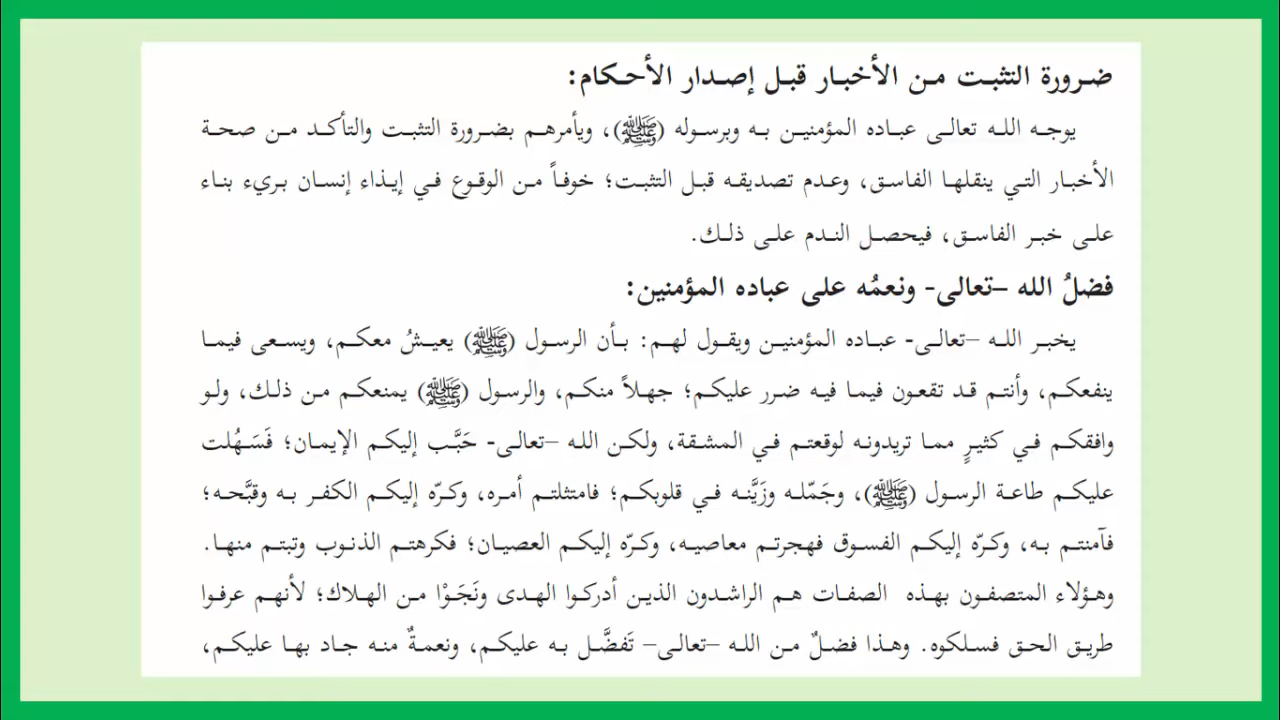 ضرورة التثبت من الأخبار قبل إصدار الأحكام:
يوجه الله تعالى عباده المؤمنين به وبرسوله (ﷺ)، ويأمرهم بضرورة التثبت والتأكد من صحة
الأخبار التي ينقلها الفاسق، وعدم تصديقه قبل التثبت؛ خوفاً من الوقوع في إيذاء إنسان بريء بناء
على خبر الفاسق، فيحصل الندم على ذلك.
فضلُ الله –تعالى- ونعمُه على عباده المؤمنين:
يخبر الله –تعالى- عباده المؤمنين ويقول لهم: بأن الرسول (ﷺ) يعيشُ معكم، ويسعى فيما
ينفعكم، وأنتم قد تقعون فيما فيه ضرر عليكم؛ جهلاً منكم، والرسول (ﷺ) يمنعكم من ذلك، ولو
وافقكم في كثيرٍ مما تريدونه لوقعتم في المشقة، ولكن الله –تعالى- حَبَّب إليكم الإيمان؛ فَسَهُلت
عليكم طاعة الرسول (ﷺ)، وجَمّله وزَيَّنه في قلوبكم؛ فامتثلتم أمره، وكرّه إليكم الكفر به وقبَّحه؛
فآمنتم به، وكرّه إليكم الفسوق فهجرتم معاصيه، وكرّه إليكم العصيان؛ فكرهتم الذنوب وتبتم منها.
وهؤلاء المتصفون بهذه الصفات هم الراشدون الذين أدركوا الهدى ونَجَوْا من الهلاك؛ لأنهم عرفوا
طريق الحق فسلكوه. وهذا فضلٌ من الله –تعالى– تَفضَّل به عليكم، ونعمةٌ منه جاد بها عليكم،